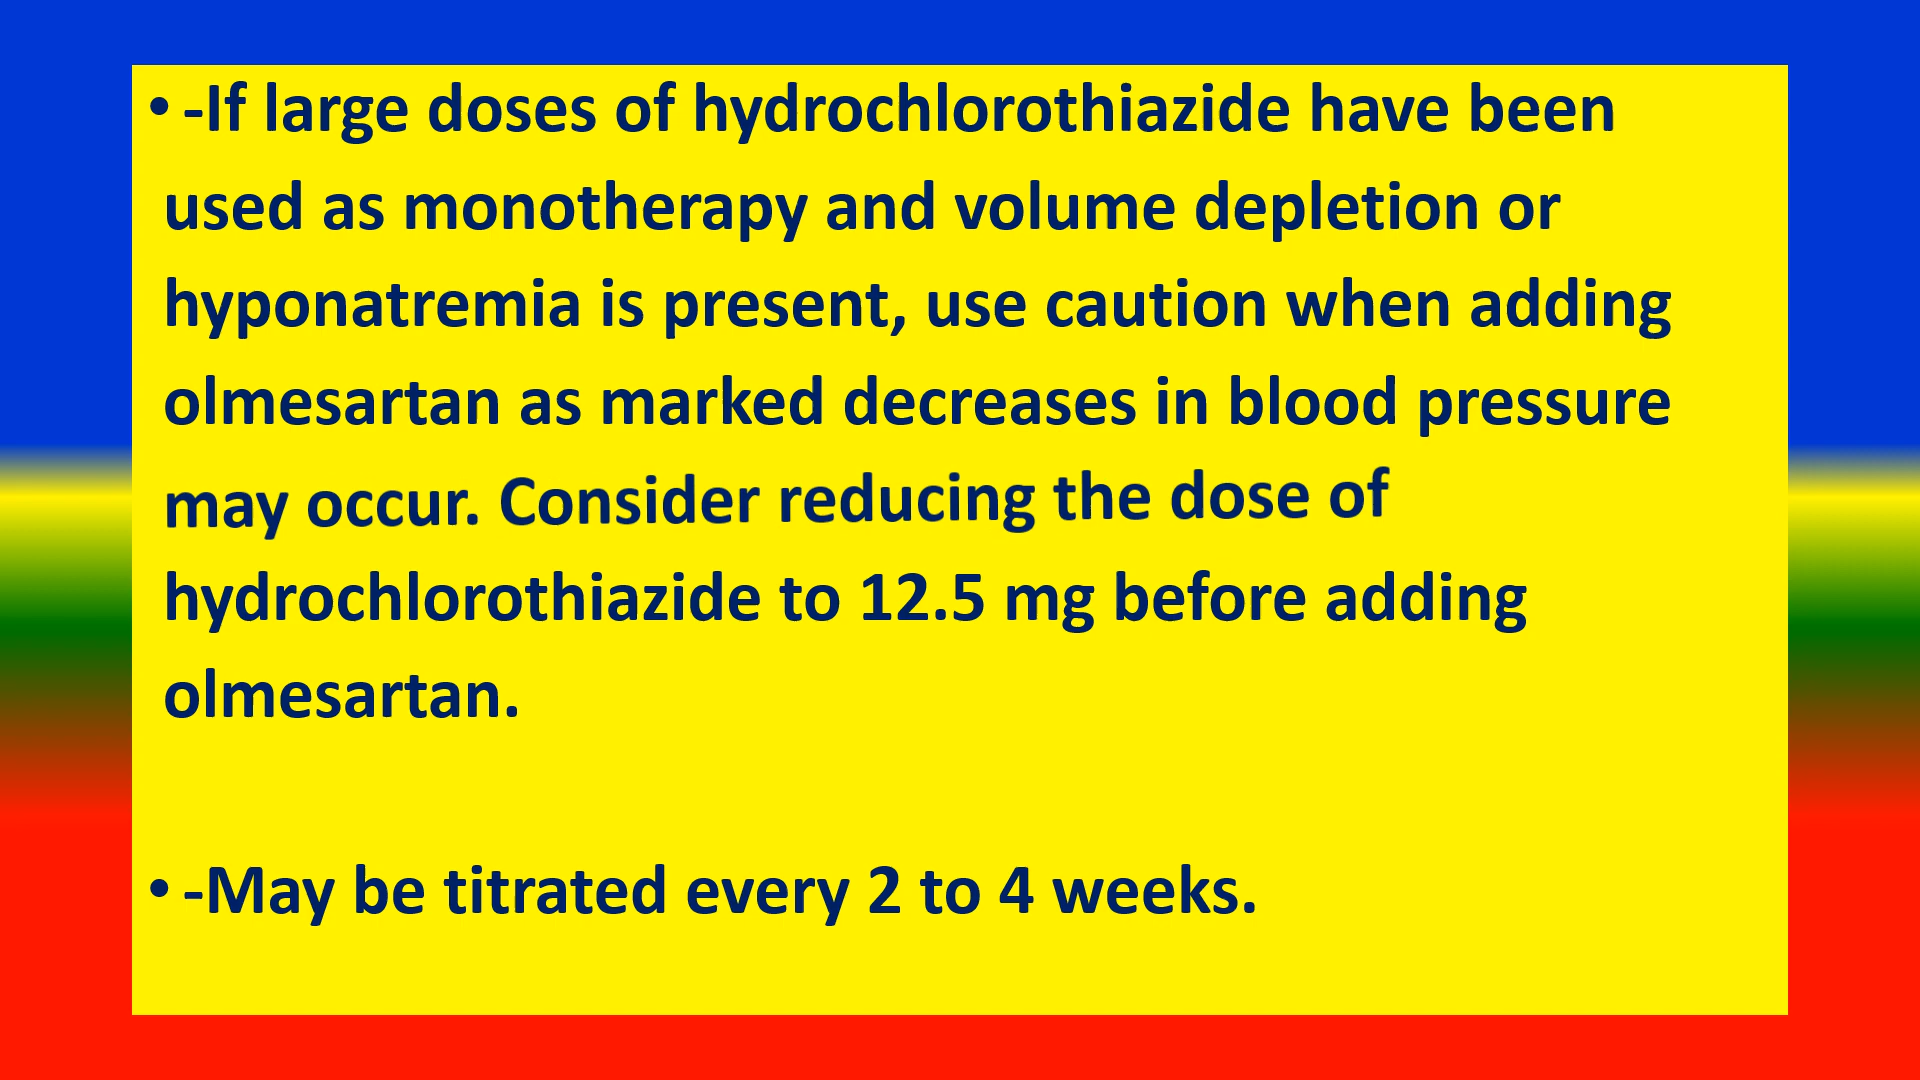 • -If large doses of hydrochlorothiazide have been
used as monotherapy and volume depletion or
hyponatremia is present, use caution when adding
olmesartan as marked decreases in blood pressure
may occur. Consider reducing the dose of
hydrochlorothiazide to 12.5 mg before adding
olmesartan.
• -May be titrated every 2 to 4 weeks.